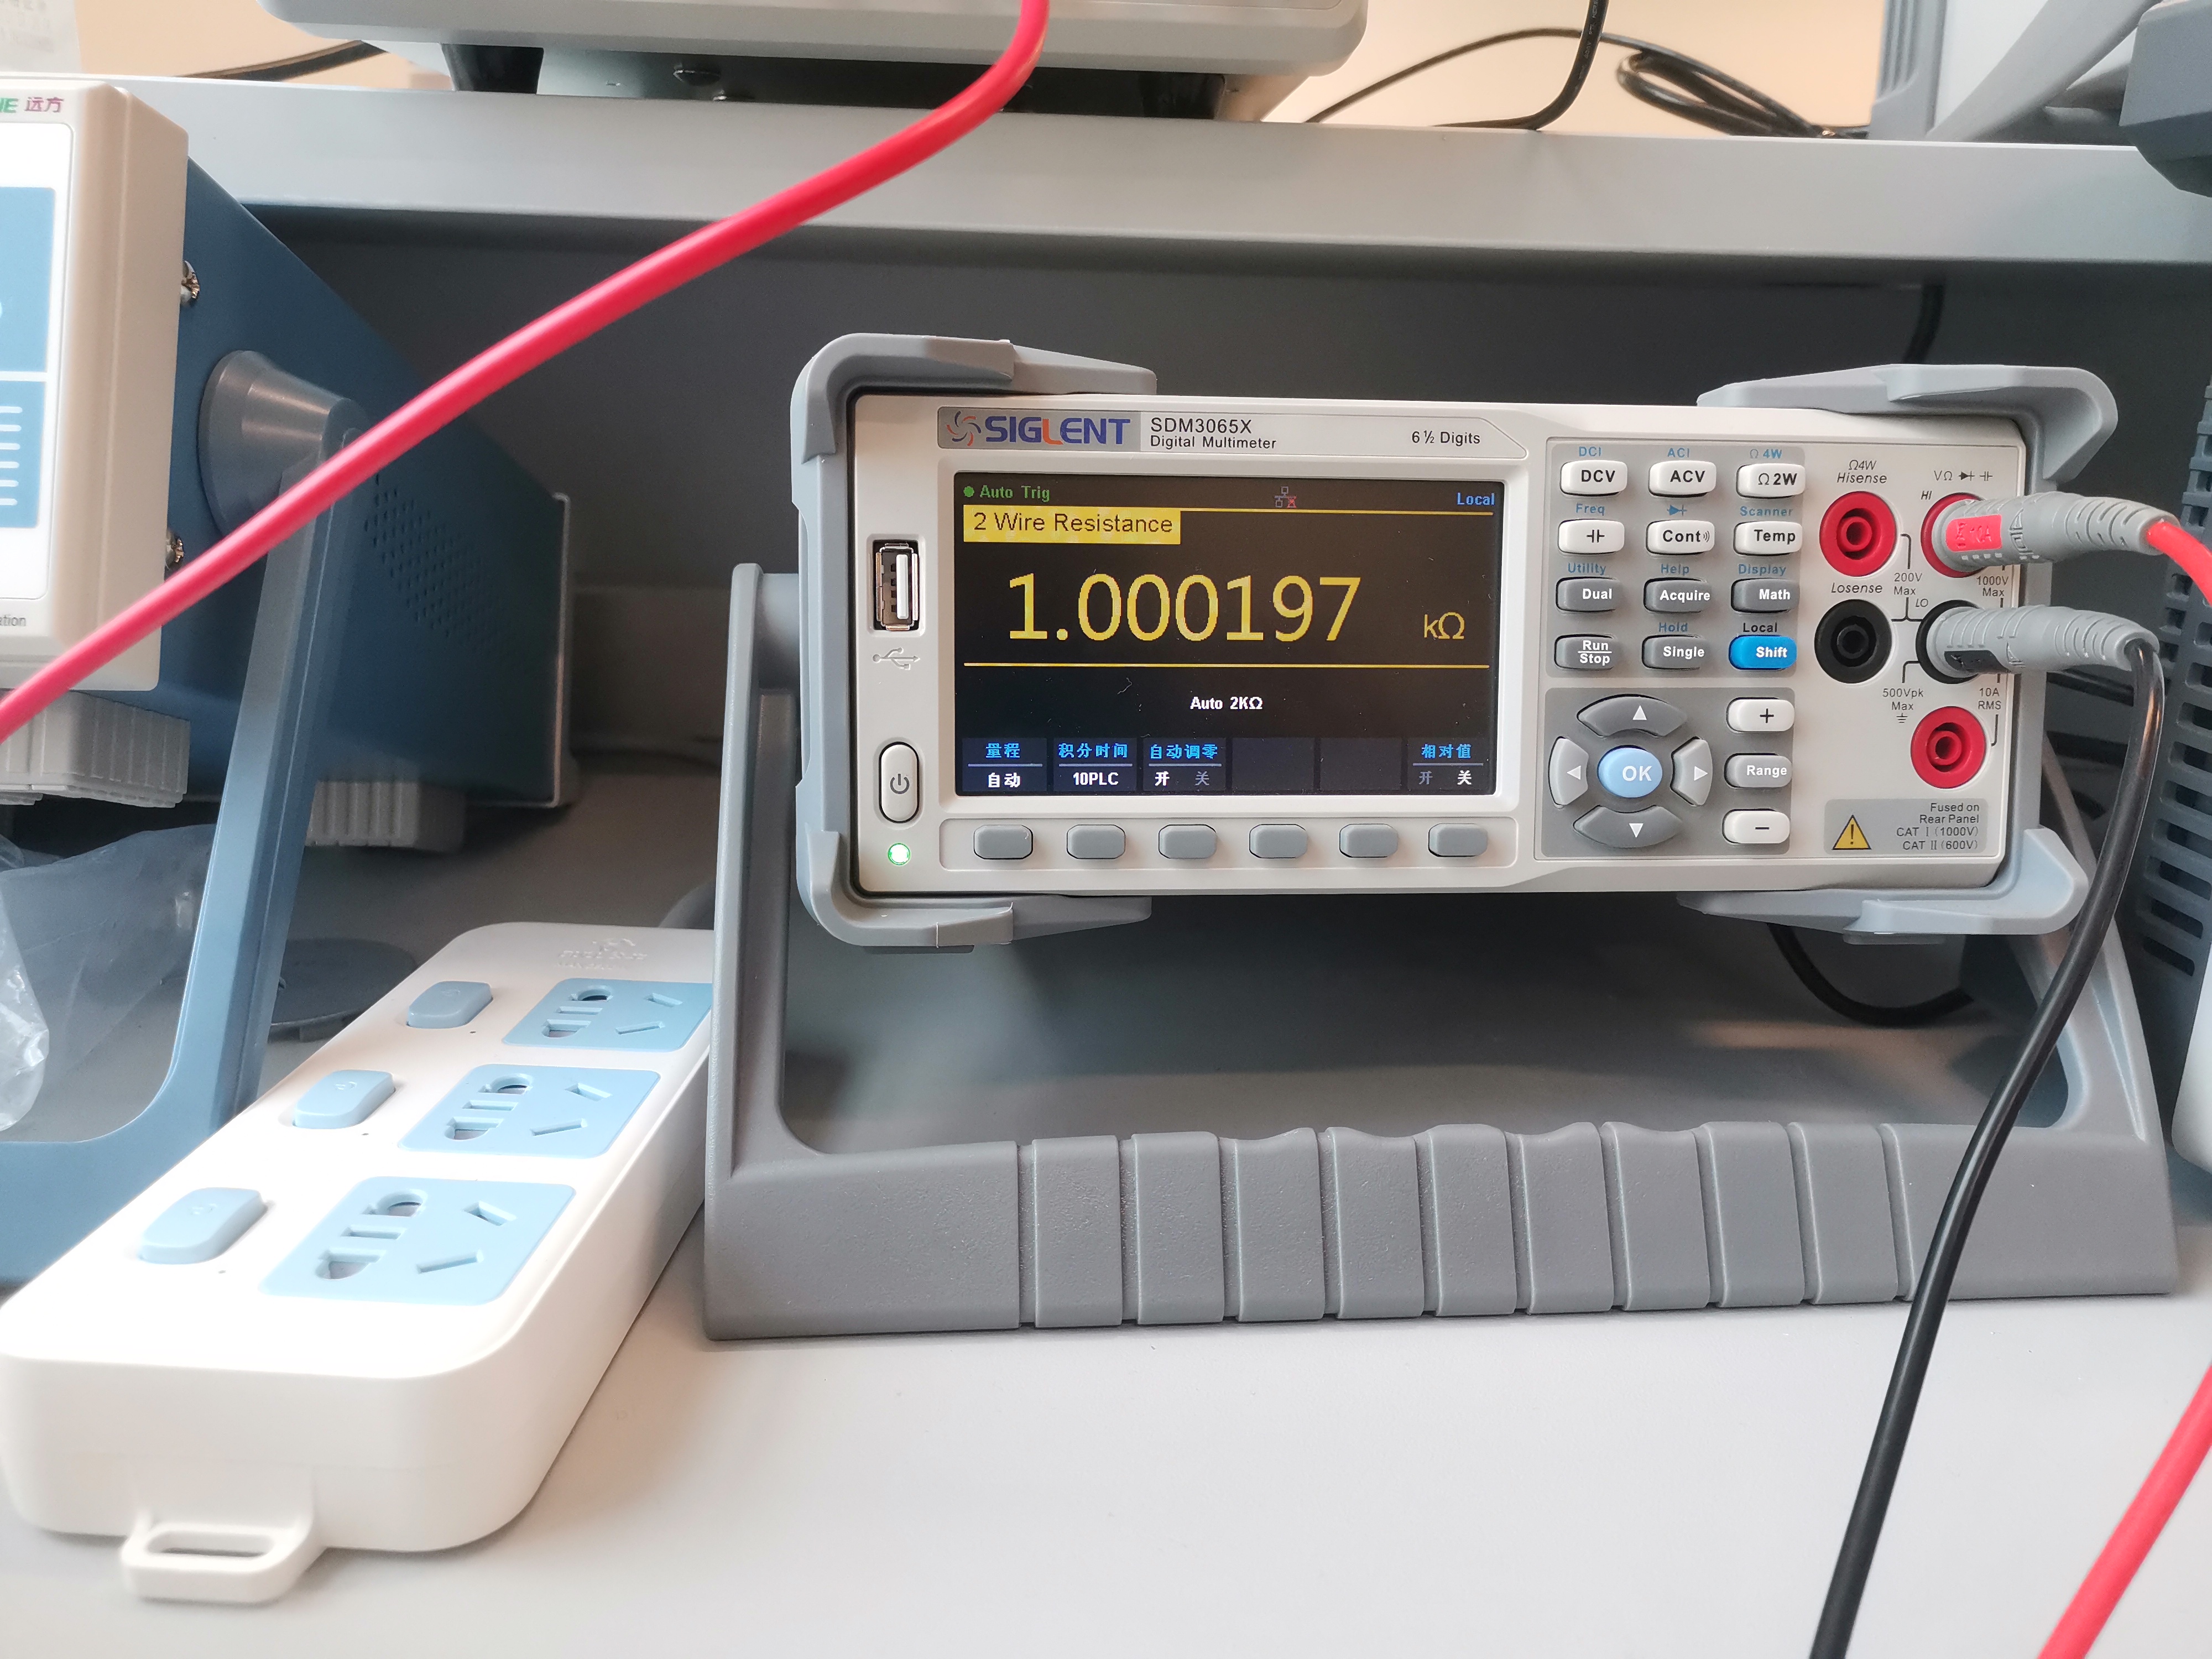 远方
SIGLENT
SDM3065X
Digital Multimeter
6 ½ Digits
Auto Trig
Local
2 Wire Resistance
1.000197 kΩ
Auto 2KΩ
量程 积分时间 自动调零 相对值
自动 10PLC 开 关 开 关
DCI ACI Ω 4W
DCV ACV Ω 2W
Freq Scanner
Cont Temp
Utility Help Display
Dual Acquire Math
Hold Local
Run Stop Single Shift
OK
+
Range
−
Ω4W
Hisense
VΩ
HI
200V
Max
1000V
Max
Losense
LO
500Vpk
Max
10A
RMS
Fused on
Rear Panel
CAT I (1000V)
CAT II (600V)